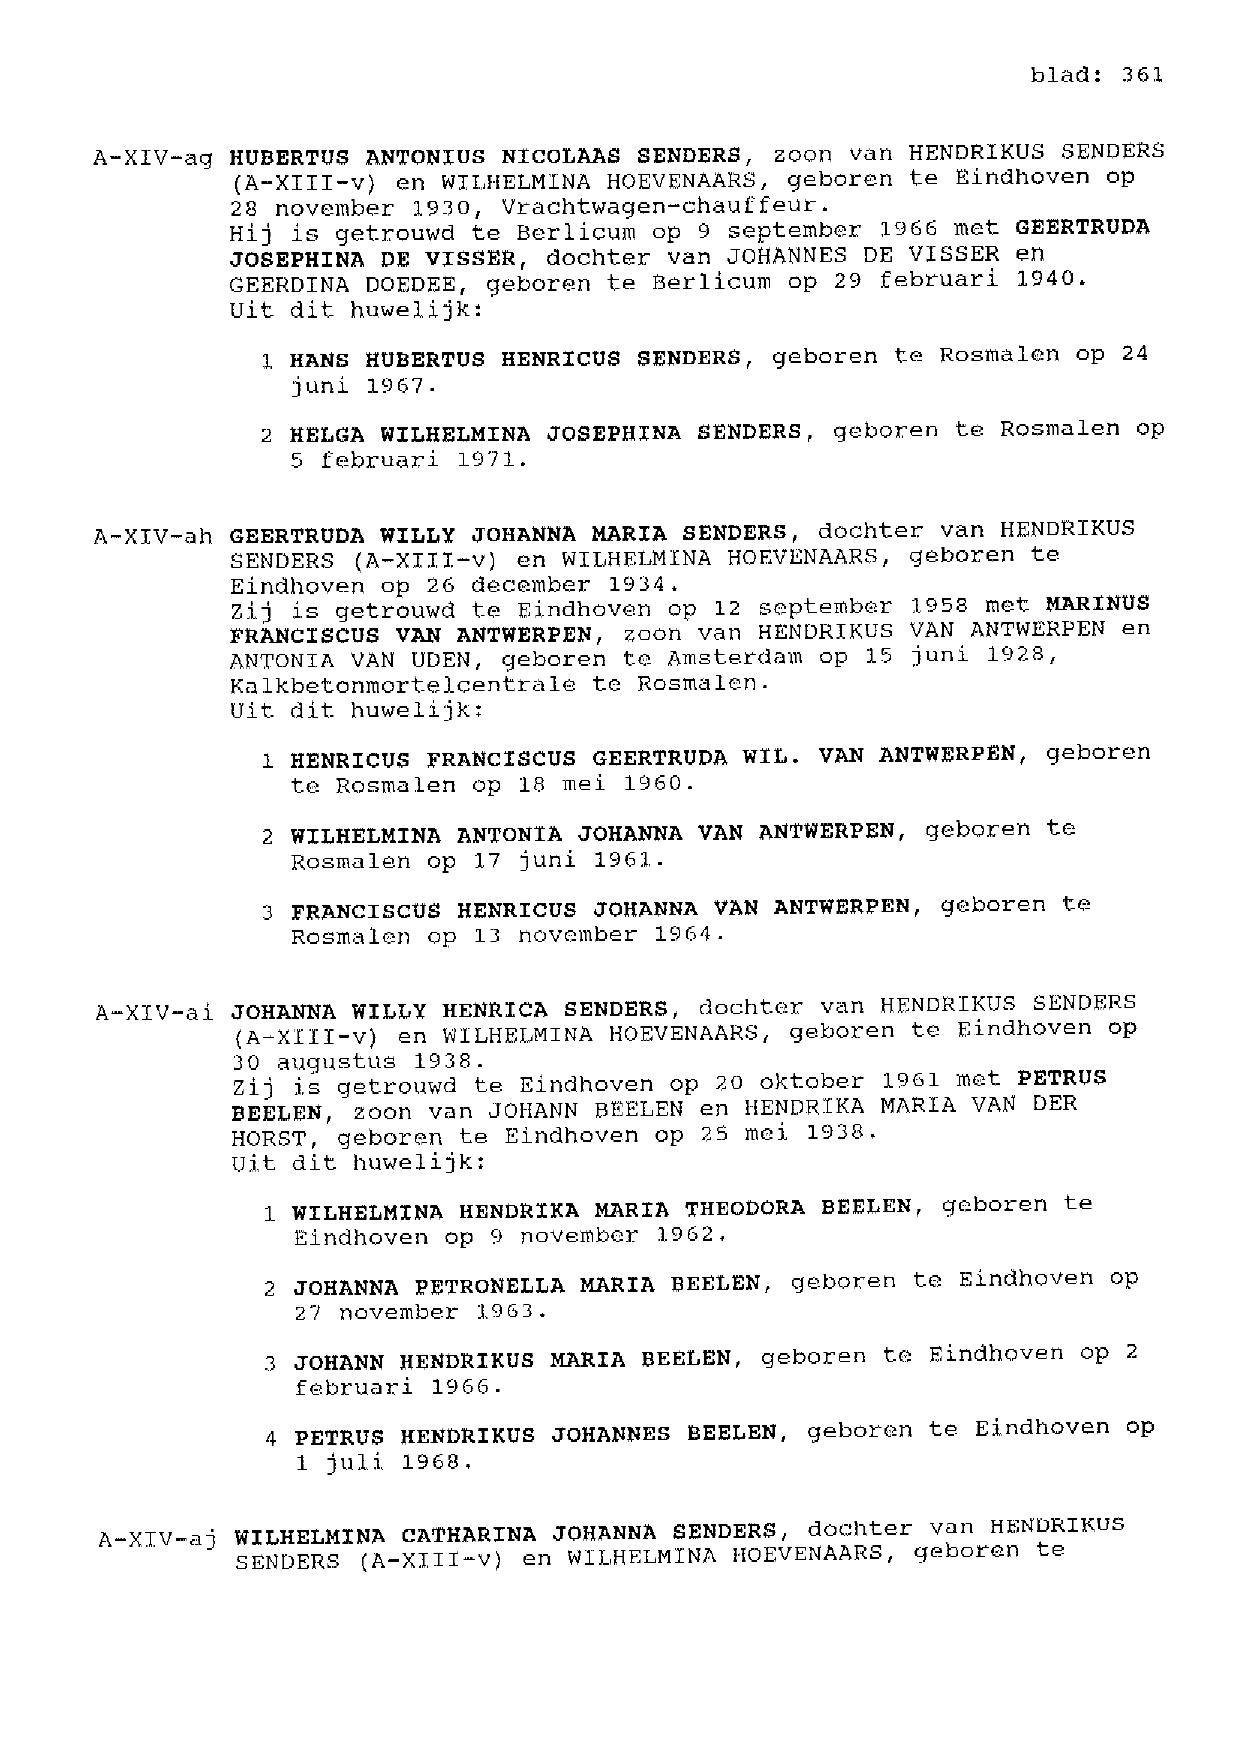 blad: 361
A-XIV-ag HUBERTUS ANTONIUS NICOLAAS SENDERS, zoon van HENDRIKUS SENDERS
(A-XIII-v) en WILHELMINA HOEVENAARS, geboren te Eindhoven op
28 november 1930, Vrachtwagen-chauffeur.
Hij is getrouwd te Berlicum op 9 september 1966 met GEERTRUDA
JOSEPHINA DE VISSER, dochter van JOHANNES DE VISSER en
GEERDINA DOEDEE, geboren te Berlicum op 29 februari 1940.
Uit dit huwelijk:
1 HANS HUBERTUS HENRICUS SENDERS, geboren te Rosmalen op 24
juni 1967.
2 HELGA WILHELMINA JOSEPHINA SENDERS, geboren te Rosmalen op
5 februari 1971.
A-XIV-ah GEERTRUDA WILLY JOHANNA MARIA SENDERS, dochter van HENDRIKUS
SENDERS (A-XIII-v) en WILHELMINA HOEVENAARS, geboren te
Eindhoven op 26 december 1934.
Zij is getrouwd te Eindhoven op 12 september 1958 met MARINUS
FRANCISCUS VAN ANTWERPEN, zoon van HENDRIKUS VAN ANTWERPEN en
ANTONIA VAN UDEN, geboren te Amsterdam op 15 juni 1928,
Kalkbetonmortelcentrale te Rosmalen.
Uit dit huwelijk:
1 HENRICUS FRANCISCUS GEERTRUDA WIL. VAN ANTWERPEN, geboren
te Rosmalen op 18 mei 1960.
2 WILHELMINA ANTONIA JOHANNA VAN ANTWERPEN, geboren te
Rosmalen op 17 juni 1961.
3 FRANCISCUS HENRICUS JOHANNA VAN ANTWERPEN, geboren te
Rosmalen op 13 november 1964.
A-XIV-ai JOHANNA WILLY HENRICA SENDERS, dochter van HENDRIKUS SENDERS
(A-XIII-v) en WILHELMINA HOEVENAARS, geboren te Eindhoven op
30 augustus 1938.
Zij is getrouwd te Eindhoven op 20 oktober 1961 met PETRUS
BEELEN, zoon van JOHANN BEELEN en HENDRIKA MARIA VAN DER
HORST, geboren te Eindhoven op 25 mei 1938.
Uit dit huwelijk:
1 WILHELMINA HENDRIKA MARIA THEODORA BEELEN, geboren te
Eindhoven op 9 november 1962.
2 JOHANNA PETRONELLA MARIA BEELEN, geboren te Eindhoven op
27 november 1963.
3 JOHANN HENDRIKUS MARIA BEELEN, geboren te Eindhoven op 2
februari 1966.
4 PETRUS HENDRIKUS JOHANNES BEELEN, geboren te Eindhoven op
1 juli 1968.
A-XIV-aj WILHELMINA CATHARINA JOHANNA SENDERS, dochter van HENDRIKUS
SENDERS (A-XIII-v) en WILHELMINA HOEVENAARS, geboren te